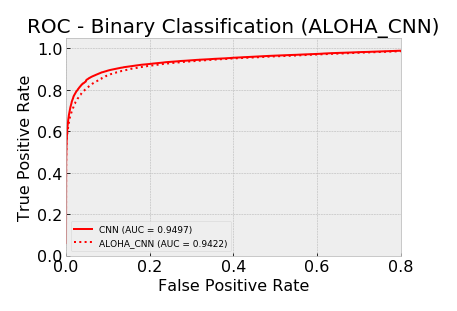 ROC - Binary Classification (ALOHA_CNN)
1.0
0.8
0.6
0.4
0.2
0.0
True Positive Rate
CNN (AUC = 0.9497)
ALOHA_CNN (AUC = 0.9422)
0.0 0.2 0.4 0.6 0.8
False Positive Rate